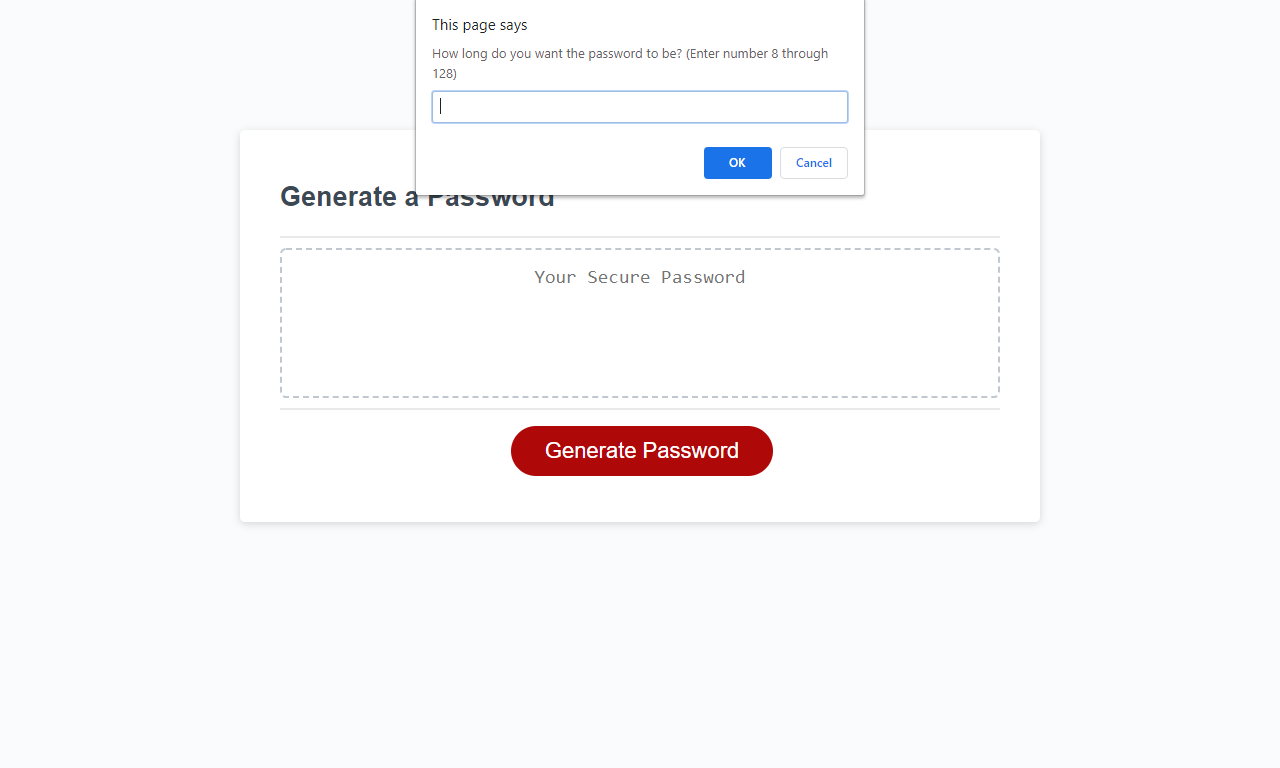 This page says
How long do you want the password to be? (Enter number 8 through
128)
OK
Cancel
Generate a Password
Your Secure Password
Generate Password